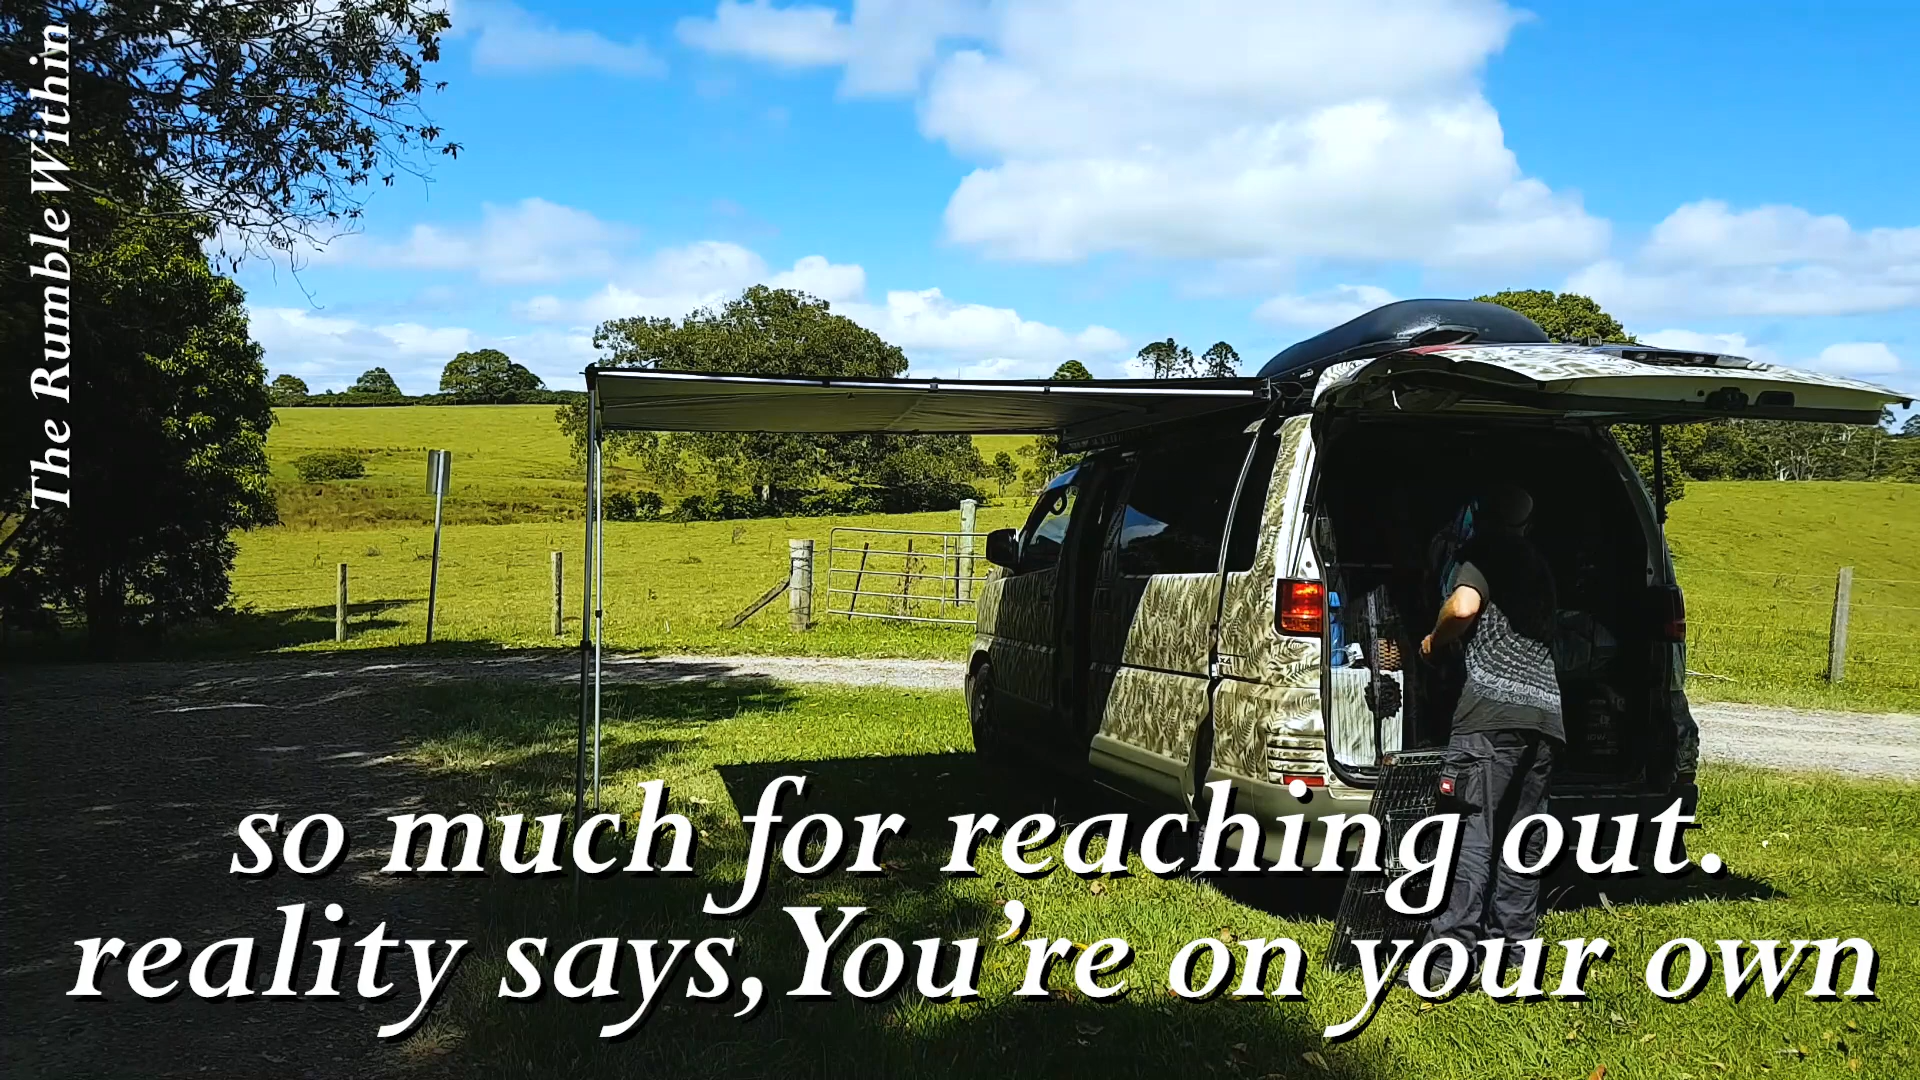 The Rumble Within
so much for reaching out.
reality says,You're on your own